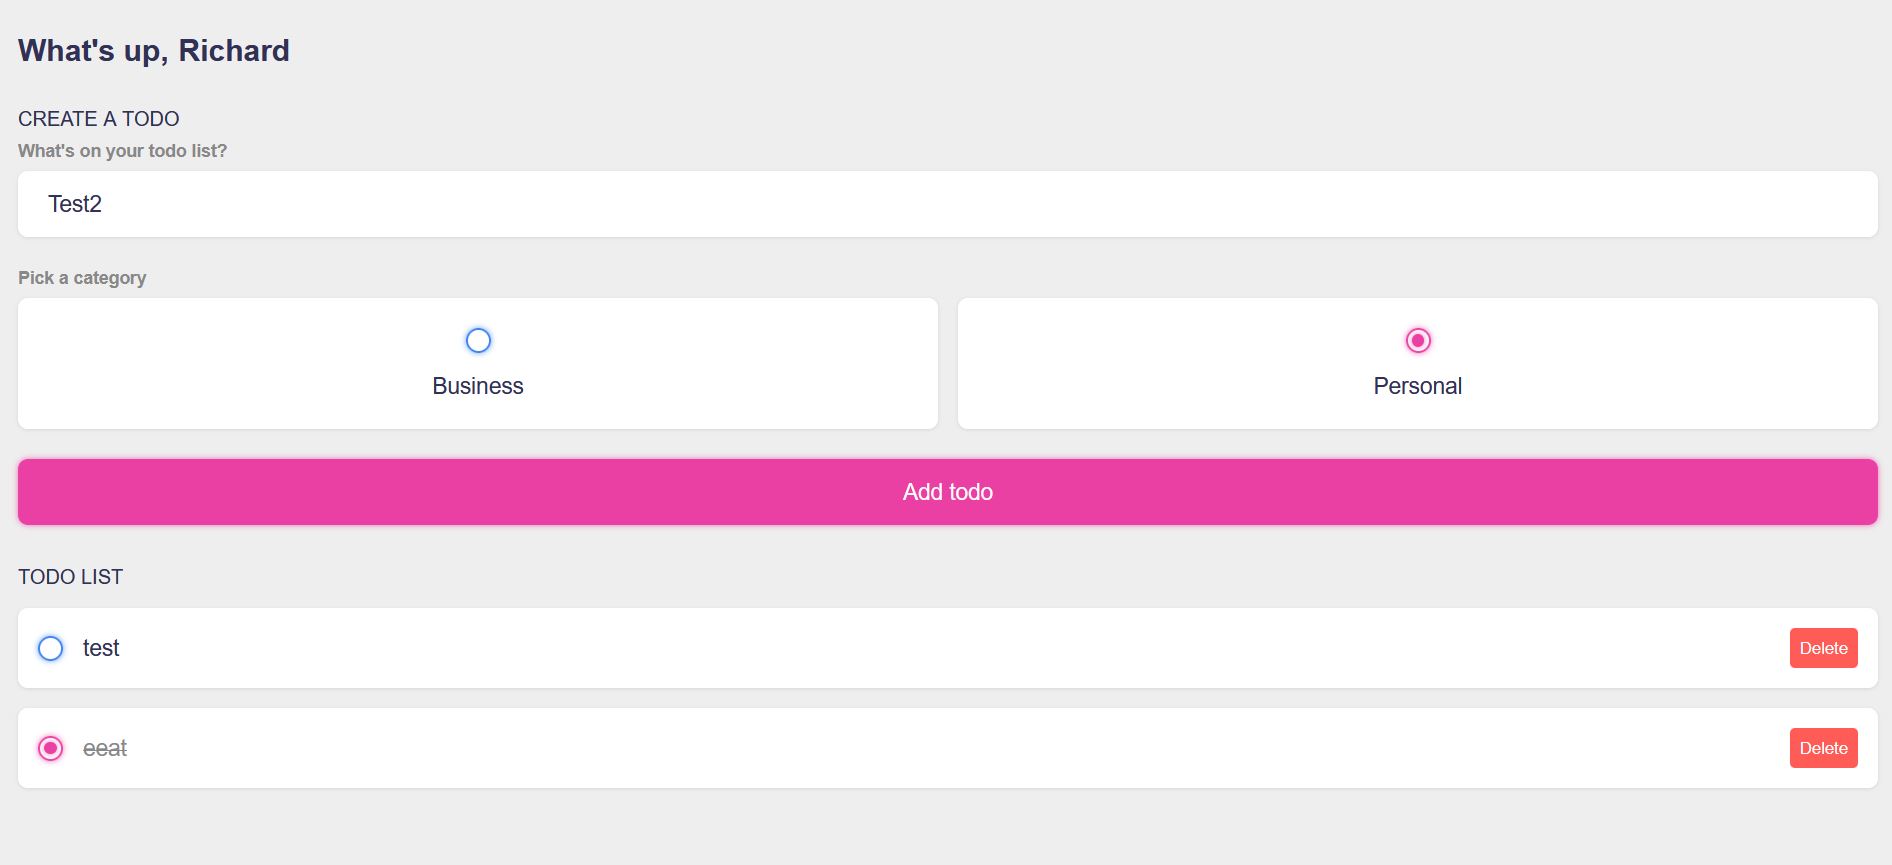 What's up, Richard
CREATE A TODO
What's on your todo list?
Test2
Pick a category
Business
Personal
Add todo
TODO LIST
test
Delete
eeat
Delete